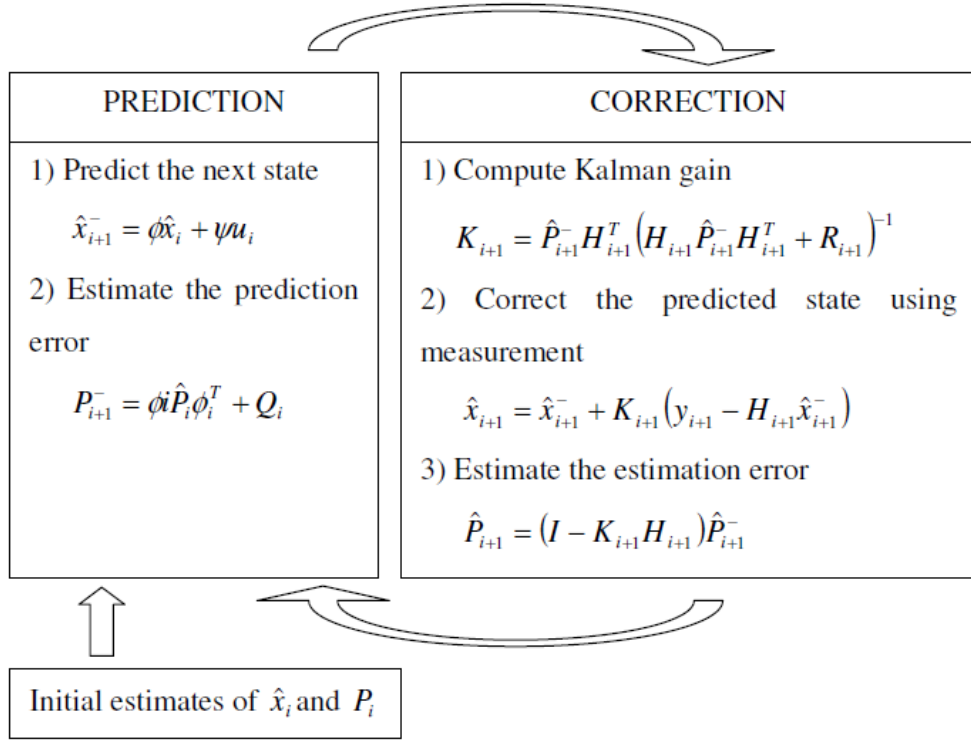 PREDICTION
1) Predict the next state
x̂⁻ᵢ₊₁ = ϕx̂ᵢ + ψuᵢ
2) Estimate the prediction
error
P⁻ᵢ₊₁ = ϕiP̂ᵢϕᵢᵀ + Qᵢ
CORRECTION
1) Compute Kalman gain
Kᵢ₊₁ = P̂⁻ᵢ₊₁Hᵀᵢ₊₁(Hᵢ₊₁P̂⁻ᵢ₊₁Hᵀᵢ₊₁ + Rᵢ₊₁)⁻¹
2) Correct the predicted state using
measurement
x̂ᵢ₊₁ = x̂⁻ᵢ₊₁ + Kᵢ₊₁(yᵢ₊₁ − Hᵢ₊₁x̂⁻ᵢ₊₁)
3) Estimate the estimation error
P̂ᵢ₊₁ = (I − Kᵢ₊₁Hᵢ₊₁)P̂⁻ᵢ₊₁
Initial estimates of x̂ᵢ and Pᵢ